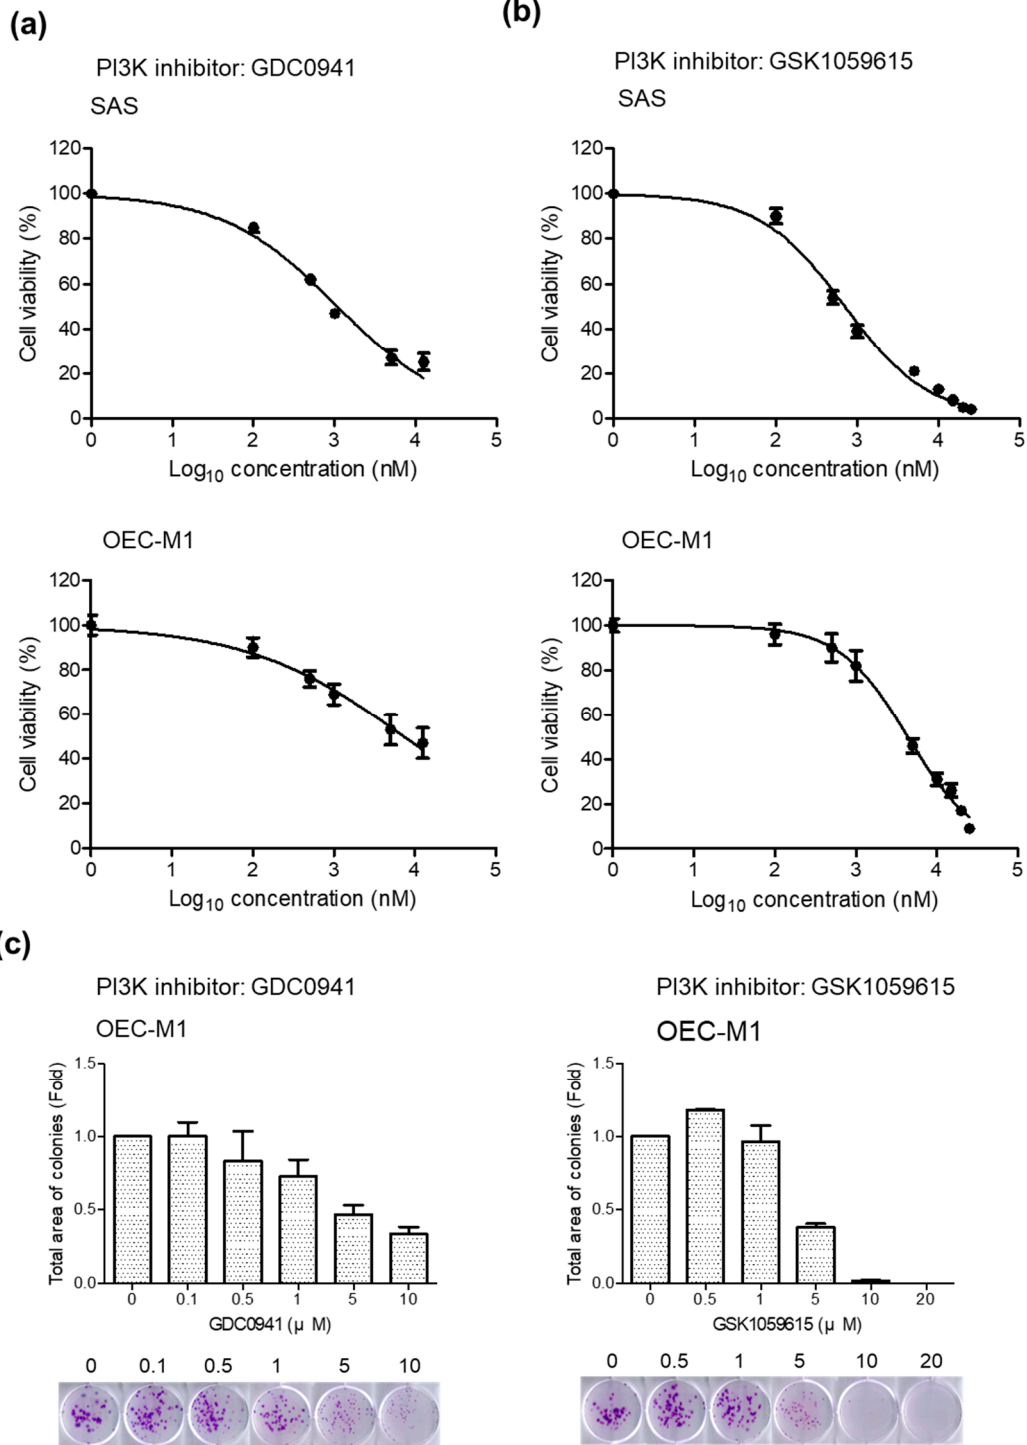 (a)
PI3K inhibitor: GDC0941
SAS
120
100
80
60
40
20
0
0 1 2 3 4 5
Cell viability (%)
Log10 concentration (nM)
OEC-M1
120
100
80
60
40
20
0
0 1 2 3 4 5
Cell viability (%)
Log10 concentration (nM)
(b)
PI3K inhibitor: GSK1059615
SAS
120
100
80
60
40
20
0
0 1 2 3 4 5
Cell viability (%)
Log10 concentration (nM)
OEC-M1
120
100
80
60
40
20
0
0 1 2 3 4 5
Cell viability (%)
Log10 concentration (nM)
(c)
PI3K inhibitor: GDC0941
OEC-M1
1.5
1.0
0.5
0.0
Total area of colonies (Fold)
0 0.1 0.5 1 5 10
GDC0941 (μ M)
0 0.1 0.5 1 5 10
PI3K inhibitor: GSK1059615
OEC-M1
1.5
1.0
0.5
0.0
Total area of colonies (Fold)
0 0.5 1 5 10 20
GSK1059615 (μ M)
0 0.5 1 5 10 20